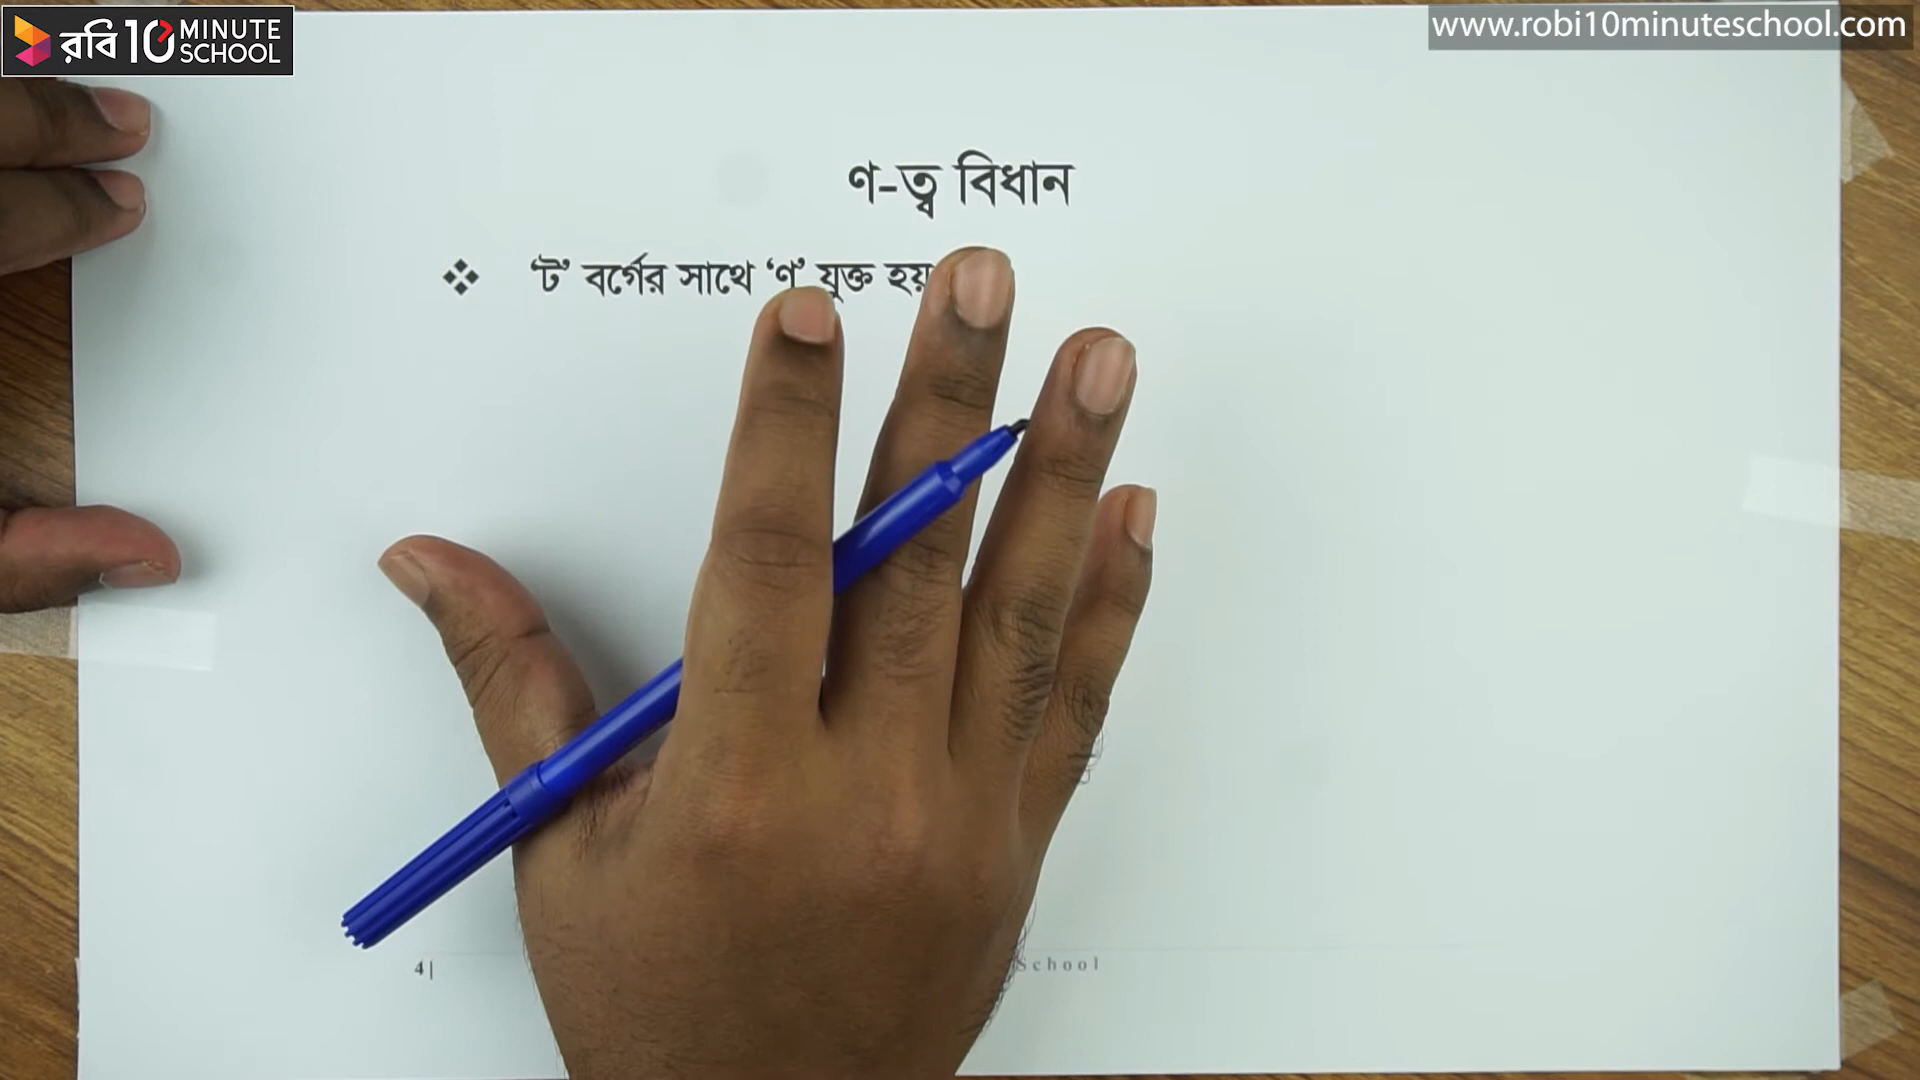 রবি 10 MINUTE SCHOOL
www.robi10minuteschool.com
ণ-ত্ব বিধান
❖ ‘ট’ বর্গের সাথে ‘ণ’ যুক্ত হয়
4| School